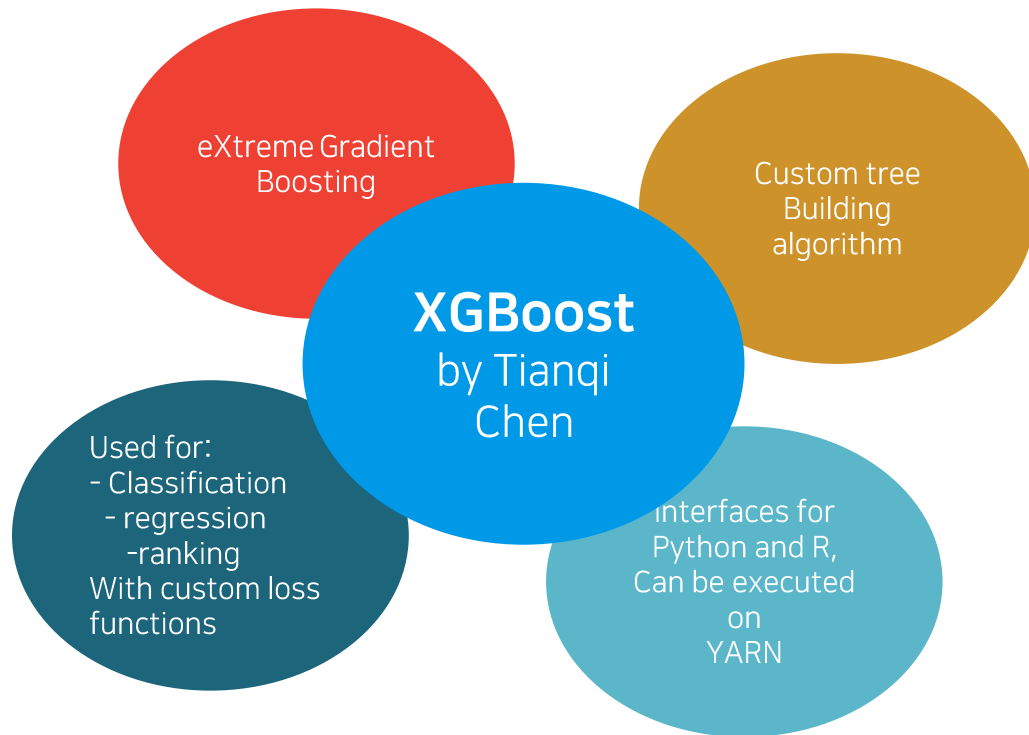 eXtreme Gradient
Boosting
Custom tree
Building
algorithm
XGBoost
by Tianqi
Chen
Used for:
- Classification
- regression
-ranking
With custom loss
functions
Interfaces for
Python and R,
Can be executed
on
YARN